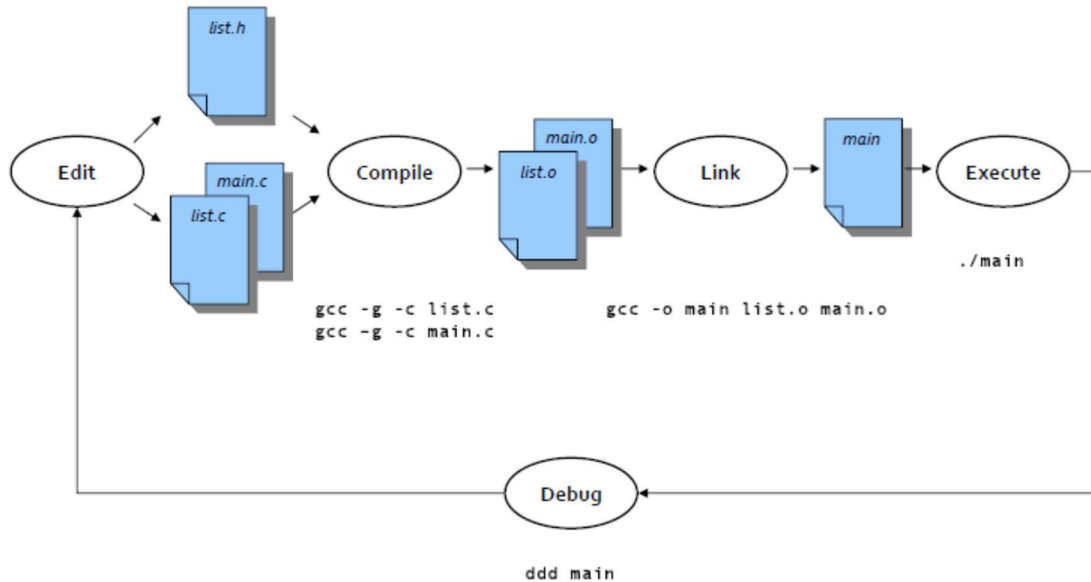 list.h
Edit
main.c
list.c
Compile
main.o
list.o
Link
main
Execute
./main
gcc -g -c list.c
gcc -g -c main.c
gcc -o main list.o main.o
Debug
ddd main